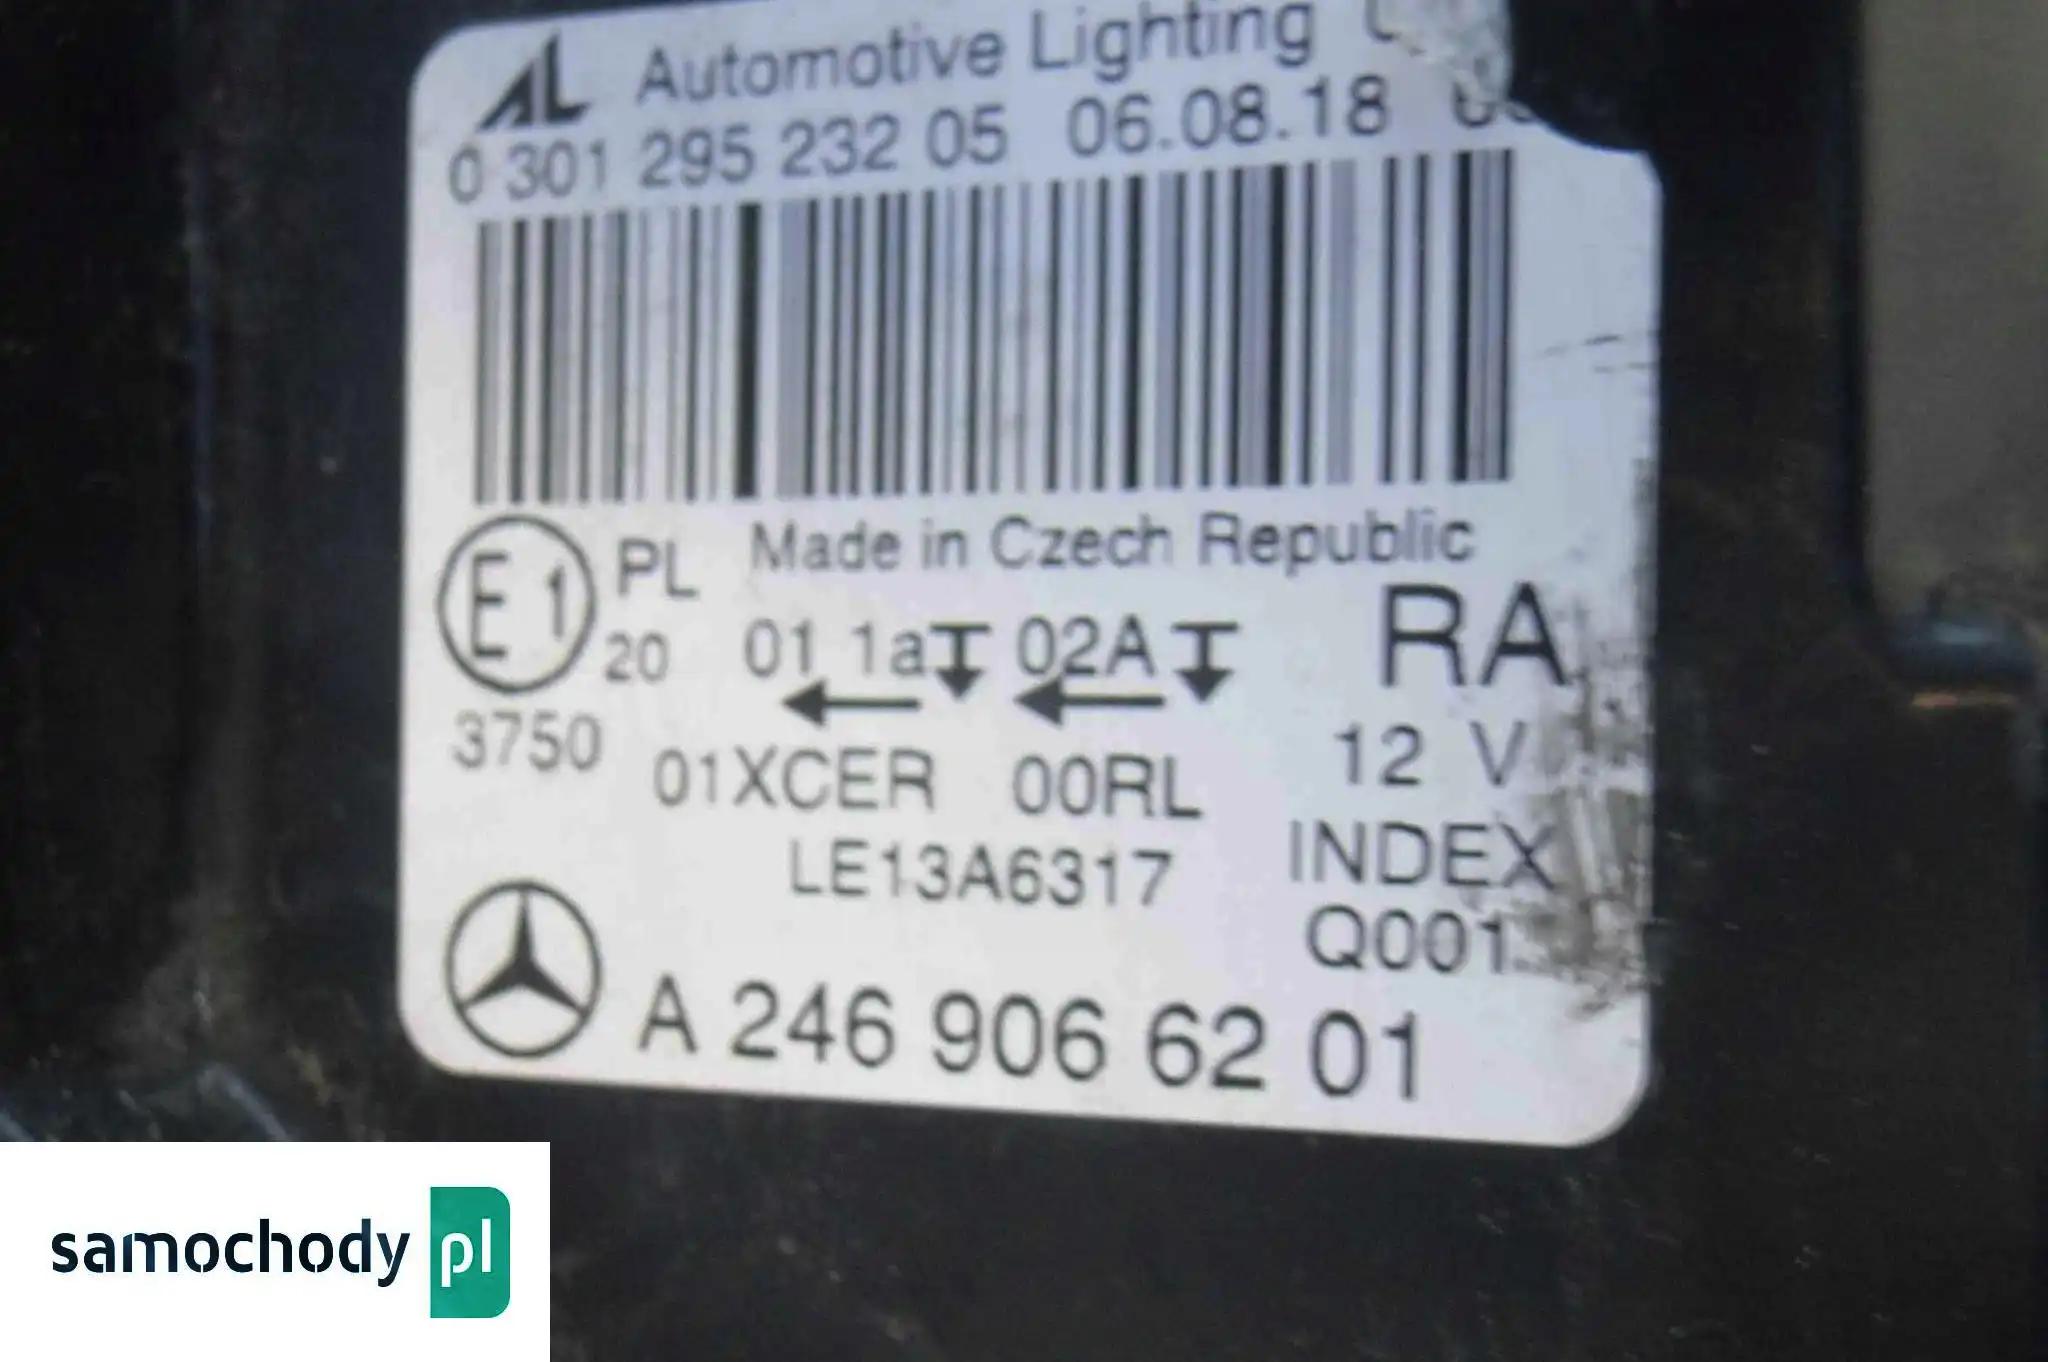 AL Automotive Lighting
0 301 295 232 05 06.08.18
Made in Czech Republic
E1 PL
20 01 1a 02A RA
3750
01XCER 00RL 12 V
LE13A6317 INDEX
Q001
A 246 906 62 01
samochody pl